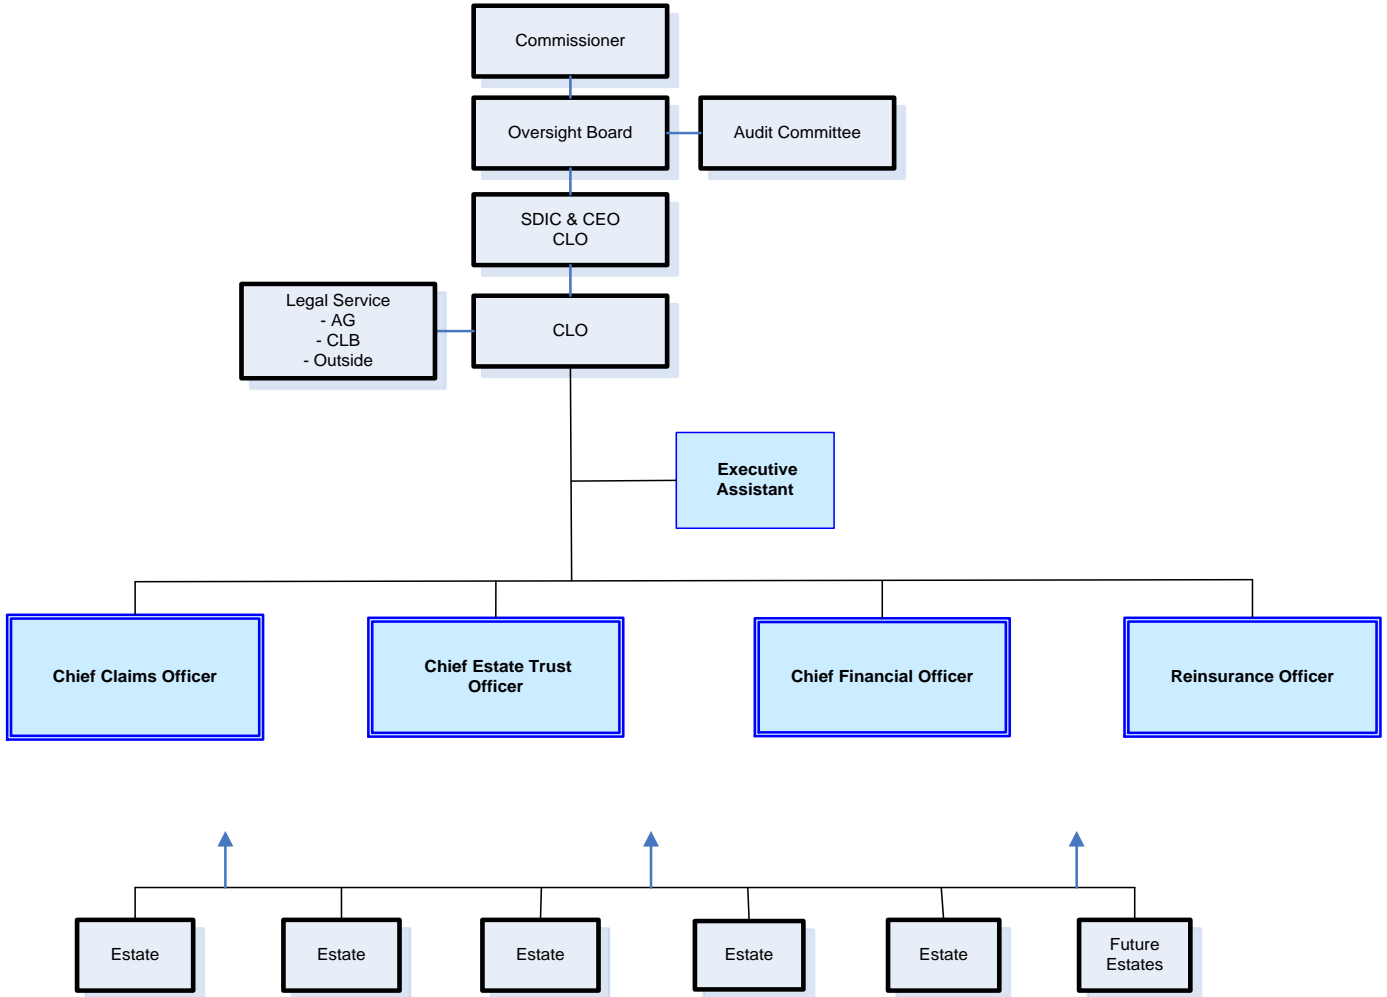 Commissioner
Oversight Board
Audit Committee
SDIC & CEO
CLO
Legal Service
- AG
- CLB
- Outside
CLO
Executive
Assistant
Chief Claims Officer
Chief Estate Trust
Officer
Chief Financial Officer
Reinsurance Officer
Estate
Estate
Estate
Estate
Estate
Future
Estates